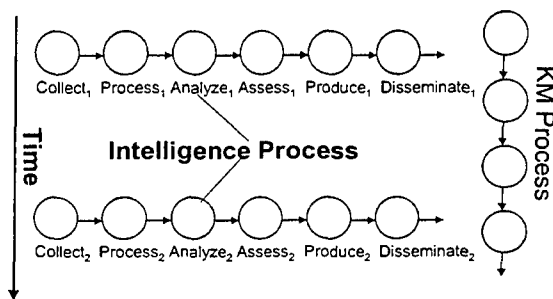 Collect₁ Process₁ Analyze₁ Assess₁ Produce₁ Disseminate₁
Time
Intelligence Process
KM Process
Collect₂ Process₂ Analyze₂ Assess₂ Produce₂ Disseminate₂